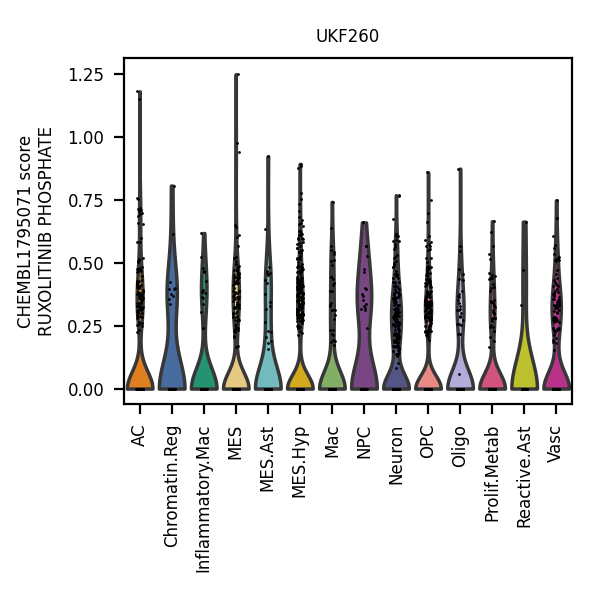 UKF260
CHEMBL1795071 score
RUXOLITINIB PHOSPHATE
1.25
1.00
0.75
0.50
0.25
0.00
AC
Chromatin.Reg
Inflammatory.Mac
MES
MES.Ast
MES.Hyp
Mac
NPC
Neuron
OPC
Oligo
Prolif.Metab
Reactive.Ast
Vasc